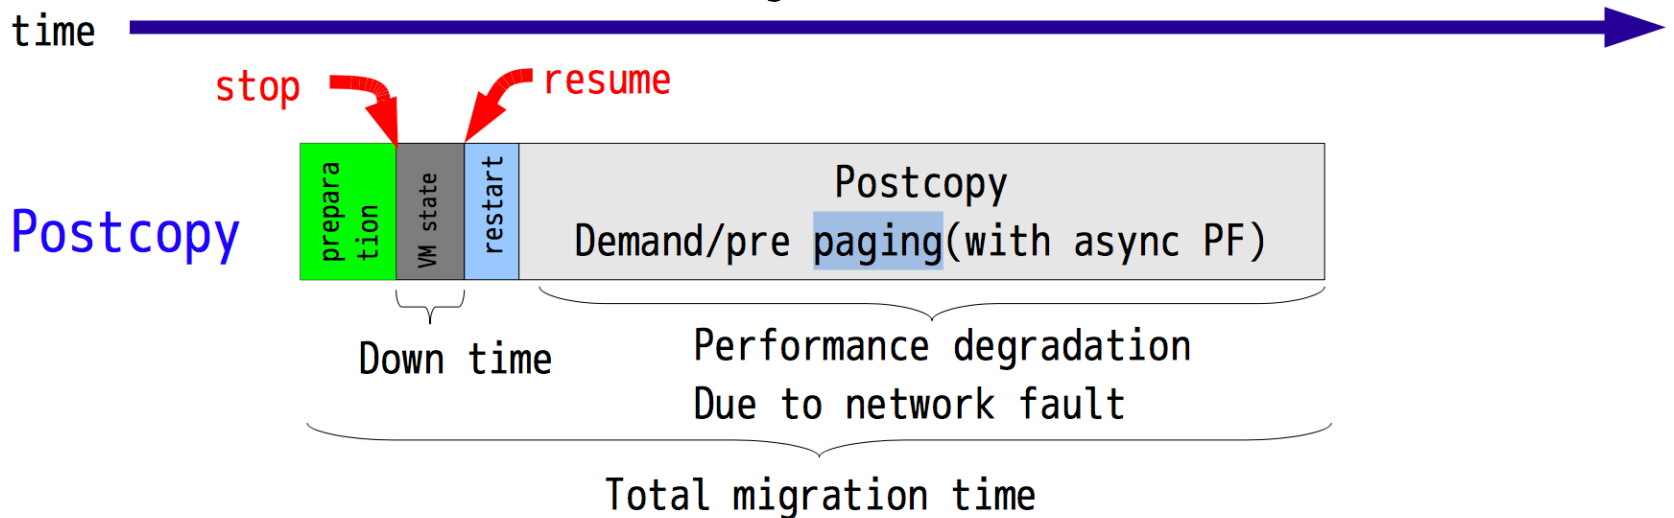 time
stop
resume
Postcopy
prepara
tion
VM state
restart
Postcopy
Demand/pre paging(with async PF)
Down time
Performance degradation
Due to network fault
Total migration time